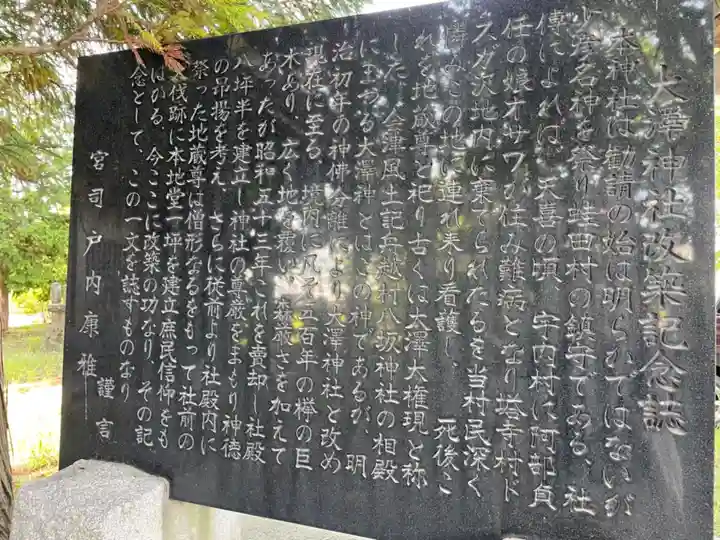 大澤神社改築記念誌
本神社は勧請の始は明らかではないが
少彦名神を祭り蛙田村の鎮守である、社
傳によれば、天喜の頃、宇内村に阿部貞
任の娘オサワが住み難病となり塔寺村ド
スガ沢地内に棄てられたるを当村民深く
憐みこの地に連れ来り看護し、死後こ
れを地蔵尊と祀り古くは大澤大権現と称
した、会津風土記与越村八坂神社の相殿
にまつる大澤神とはこの神であるが、明
治初年の神佛分離により大澤神社と改め
現在に至る、境内に凡そ五百年の欅の巨
木あり、広く地を覆い、森厳さを加えて
あったが昭和五十三年これを賣却し社殿
八坪半を建立し神社の尊厳をまもり神徳
の昂揚を考え、さらに従前より社殿内に
祭った地蔵尊は僧形なるをもって社前の
伐跡に本地堂一坪を建立庶民信仰をも
はかる、今ここに改築の功なり、その記
念として、この一文を誌すものなり
宮司戸内康雅 謹言